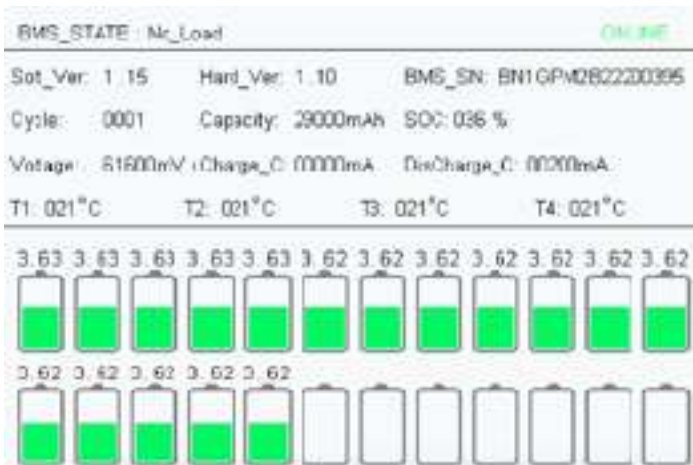 BMS_STATE : No_Load ONLINE
Sot_Ver: 1.15 Hard_Ver: 1.10 BMS_SN:
Cycle: 0001 Capacity: 29000mAh SOC: 036 %
Votage: 61600mV Charge_C: 00000mA DisCharge_C: 00200mA
T1: 021°C T2: 021°C T3: 021°C T4: 021°C
3.63 3.63 3.63 3.63 3.63 3.62 3.62 3.62 3.62 3.62 3.62 3.62
3.62 3.62 3.62 3.62 3.62